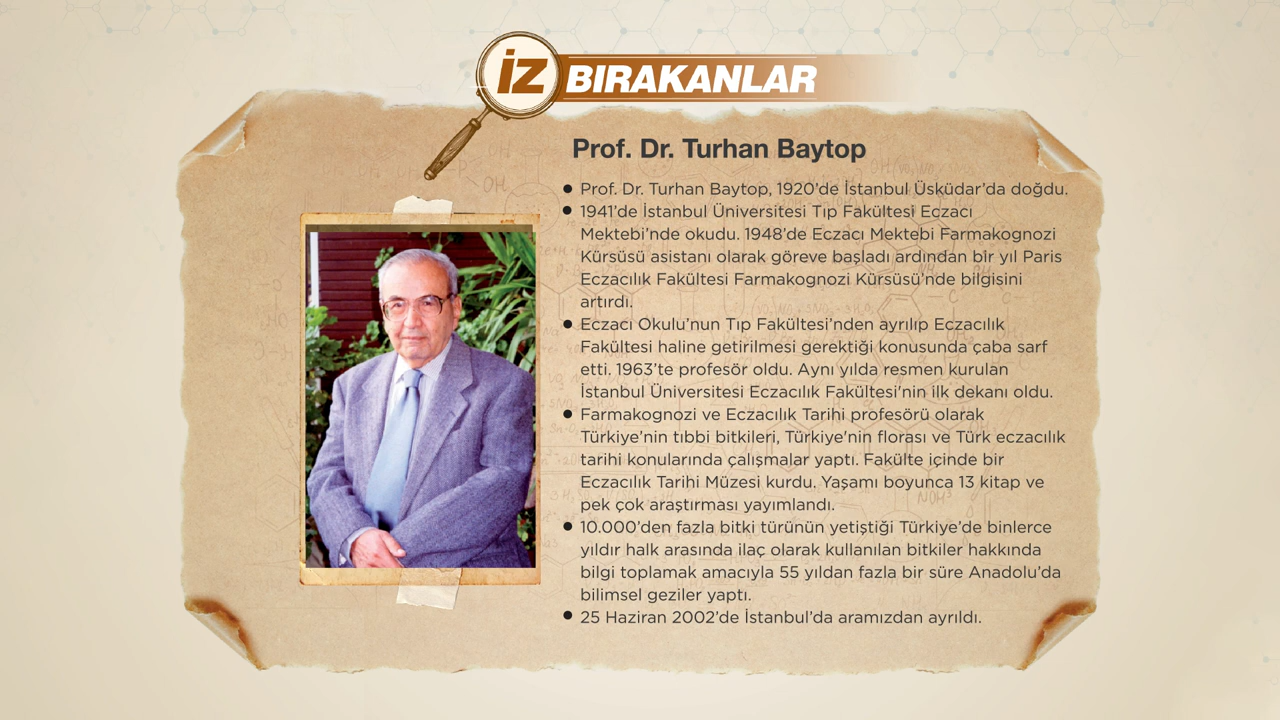 İZ BIRAKANLAR
Prof. Dr. Turhan Baytop
● Prof. Dr. Turhan Baytop, 1920’de İstanbul Üsküdar’da doğdu.
● 1941’de İstanbul Üniversitesi Tıp Fakültesi Eczacı
Mektebi’nde okudu. 1948’de Eczacı Mektebi Farmakognozi
Kürsüsü asistanı olarak göreve başladı ardından bir yıl Paris
Eczacılık Fakültesi Farmakognozi Kürsüsü’nde bilgisini
artırdı.
● Eczacı Okulu’nun Tıp Fakültesi’nden ayrılıp Eczacılık
Fakültesi haline getirilmesi gerektiği konusunda çaba sarf
etti. 1963’te profesör oldu. Aynı yılda resmen kurulan
İstanbul Üniversitesi Eczacılık Fakültesi'nin ilk dekanı oldu.
● Farmakognozi ve Eczacılık Tarihi profesörü olarak
Türkiye’nin tıbbi bitkileri, Türkiye'nin florası ve Türk eczacılık
tarihi konularında çalışmalar yaptı. Fakülte içinde bir
Eczacılık Tarihi Müzesi kurdu. Yaşamı boyunca 13 kitap ve
pek çok araştırması yayımlandı.
● 10.000’den fazla bitki türünün yetiştiği Türkiye’de binlerce
yıldır halk arasında ilaç olarak kullanılan bitkiler hakkında
bilgi toplamak amacıyla 55 yıldan fazla bir süre Anadolu’da
bilimsel geziler yaptı.
● 25 Haziran 2002’de İstanbul’da aramızdan ayrıldı.